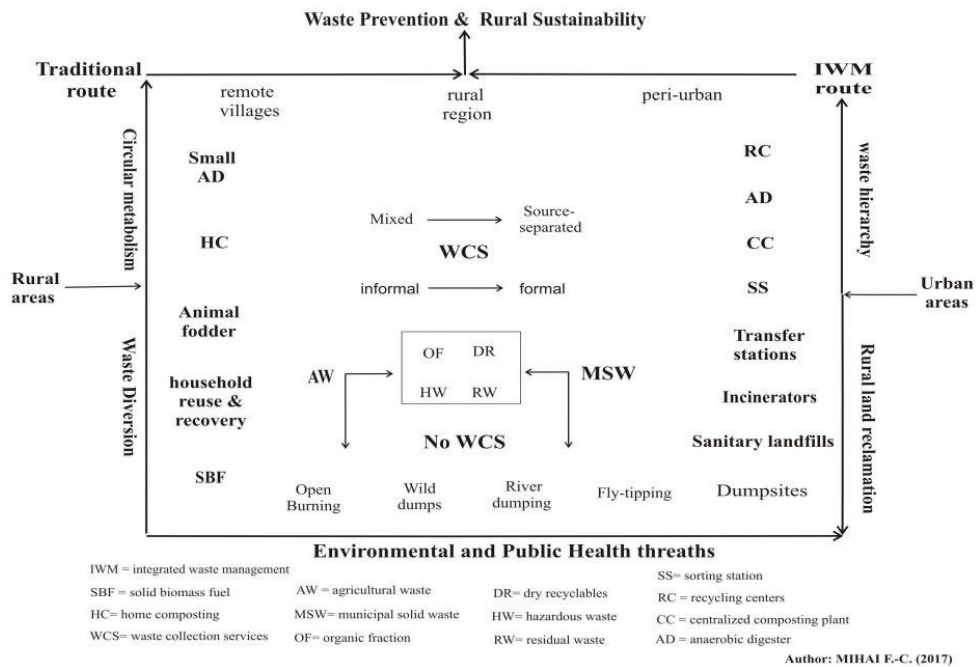 Waste Prevention & Rural Sustainability
Traditional
route
IWM
route
remote
villages
rural
region
peri-urban
Circular metabolism
waste hierarchy
Small
AD
RC
AD
Mixed
Source-
separated
HC
WCS
CC
Rural
areas
informal
formal
SS
Urban
areas
Animal
fodder
Transfer
stations
Waste Diversion
Rural land reclamation
OF
DR
AW
MSW
HW
RW
household
reuse &
recovery
Incinerators
No WCS
Sanitary landfills
SBF
Open
Burning
Wild
dumps
River
dumping
Fly-tipping
Dumpsites
Environmental and Public Health threaths
IWM = integrated waste management
SBF = solid biomass fuel
HC= home composting
WCS= waste collection services
AW = agricultural waste
MSW= municipal solid waste
OF= organic fraction
DR= dry recyclables
HW= hazardous waste
RW= residual waste
SS= sorting station
RC= recycling centers
CC = centralized composting plant
AD = anaerobic digester
Author: MIHAI F.-C. (2017)